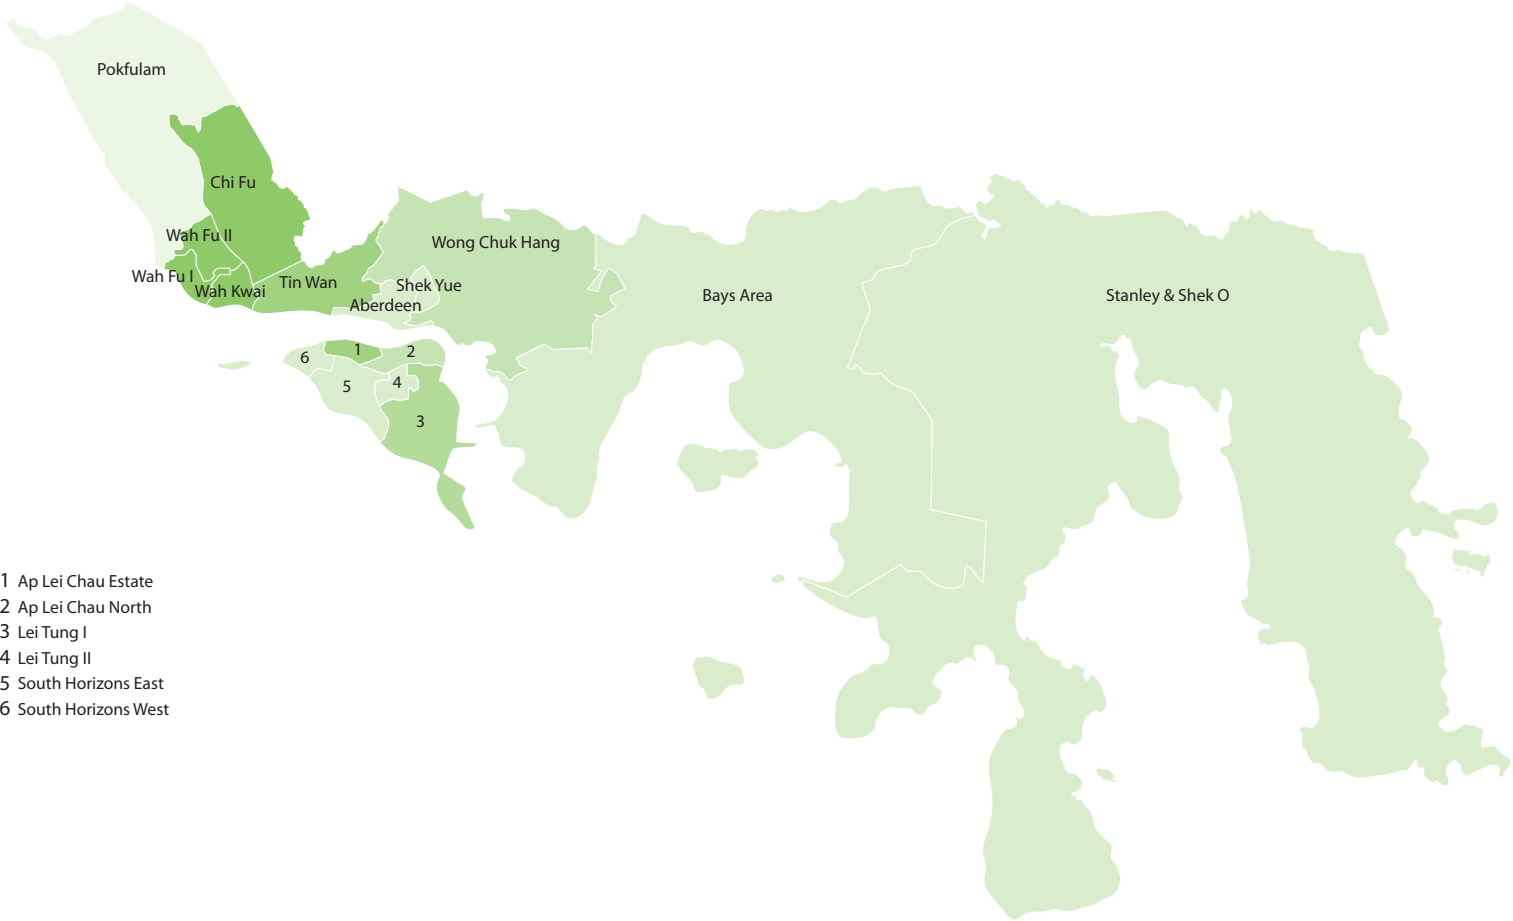 Pokfulam
Chi Fu
Wah Fu II
Wah Fu I
Wah Kwai
Tin Wan
Aberdeen
Shek Yue
Wong Chuk Hang
Bays Area
Stanley & Shek O
1
2
3
4
5
6
1 Ap Lei Chau Estate
2 Ap Lei Chau North
3 Lei Tung I
4 Lei Tung II
5 South Horizons East
6 South Horizons West